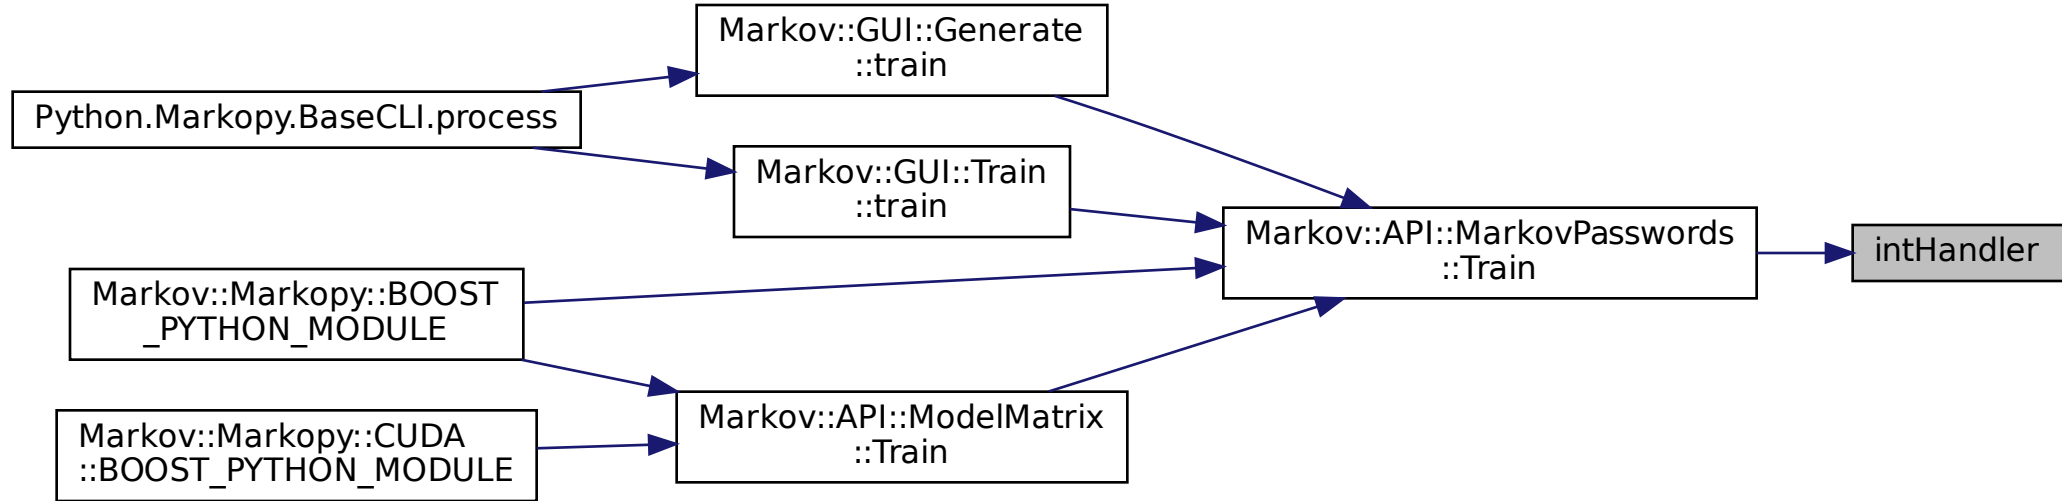 Markov::GUI::Generate
::train
Python.Markopy.BaseCLI.process
Markov::GUI::Train
::train
Markov::API::MarkovPasswords
::Train
intHandler
Markov::Markopy::BOOST
_PYTHON_MODULE
Markov::API::ModelMatrix
::Train
Markov::Markopy::CUDA
::BOOST_PYTHON_MODULE